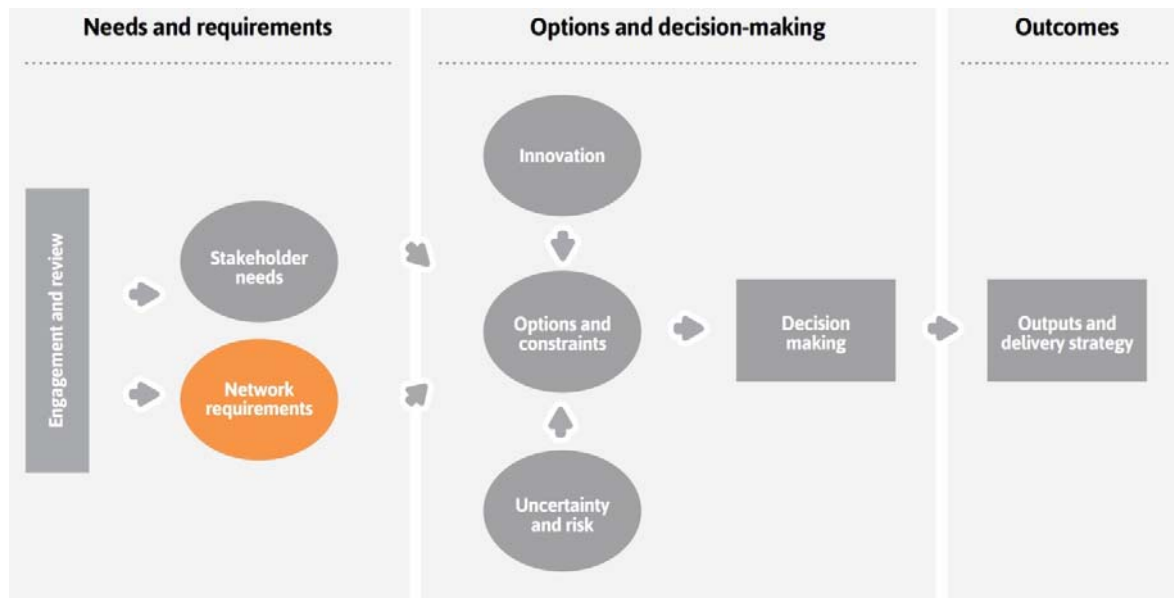 Needs and requirements
Options and decision-making
Outcomes
Engagement and review
Stakeholder
needs
Network
requirements
Innovation
Options and
constraints
Uncertainty
and risk
Decision
making
Outputs and
delivery strategy